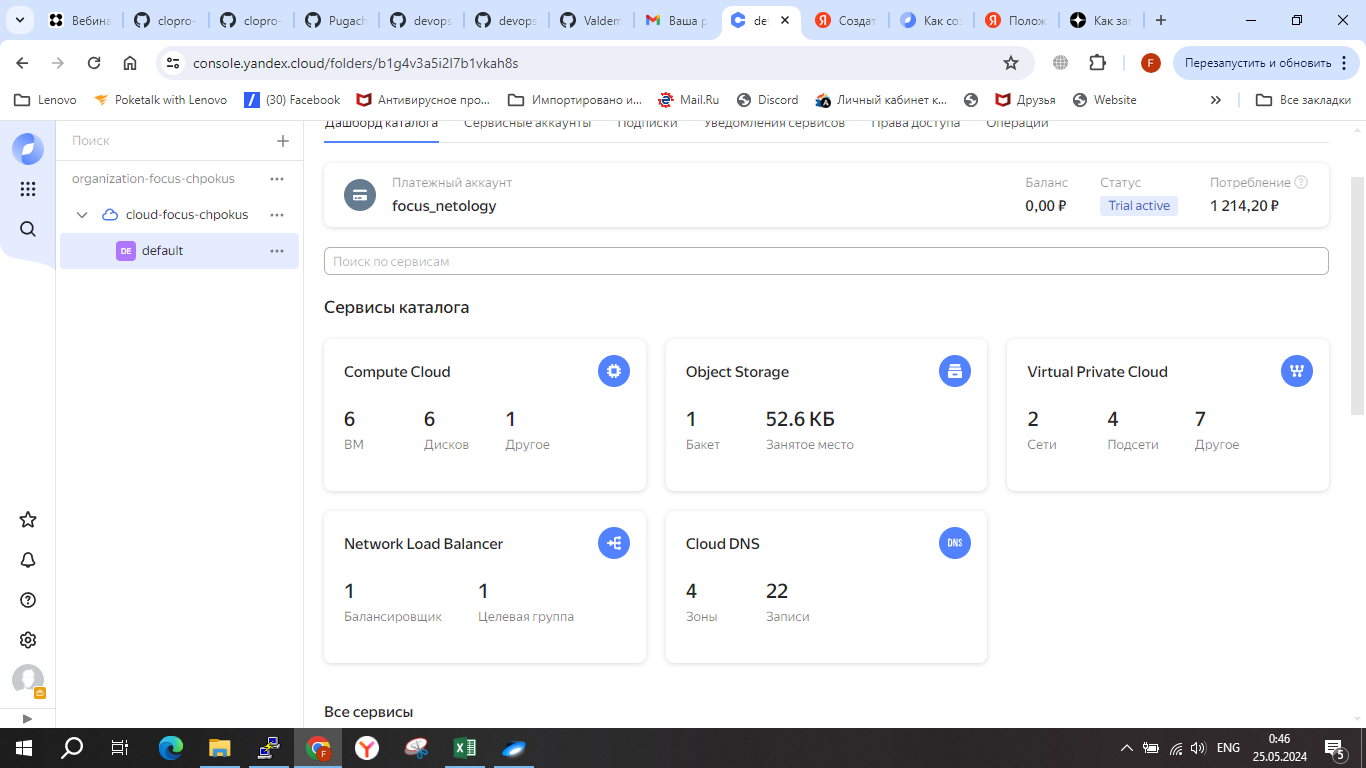 Вебина
clopro-
clopro-
Pugach
devops
devops
Valdem
Ваша р
de
Создат
Как со
Полож
Как заг
console.yandex.cloud/folders/b1g4v3a5i2l7b1vkah8s
F
Перезапустить и обновить
Lenovo
Poketalk with Lenovo
(30) Facebook
Антивирусное про...
Импортировано и...
Mail.Ru
Discord
Личный кабинет к...
Друзья
Website
Все закладки
Поиск
Дашборд каталога
Сервисные аккаунты
Подписки
Уведомления сервисов
Права доступа
Операции
organization-focus-chpokus
cloud-focus-chpokus
DE default
Платежный аккаунт
focus_netology
Баланс
0,00 ₽
Статус
Trial active
Потребление
1 214,20 ₽
Поиск по сервисам
Сервисы каталога
Compute Cloud
6 6 1
ВМ Дисков Другое
Object Storage
1 52.6 КБ
Бакет Занятое место
Virtual Private Cloud
2 4 7
Сети Подсети Другое
Network Load Balancer
1 1
Балансировщик Целевая группа
Cloud DNS
DNS
4 22
Зоны Записи
Все сервисы
ENG
0:46
25.05.2024
5